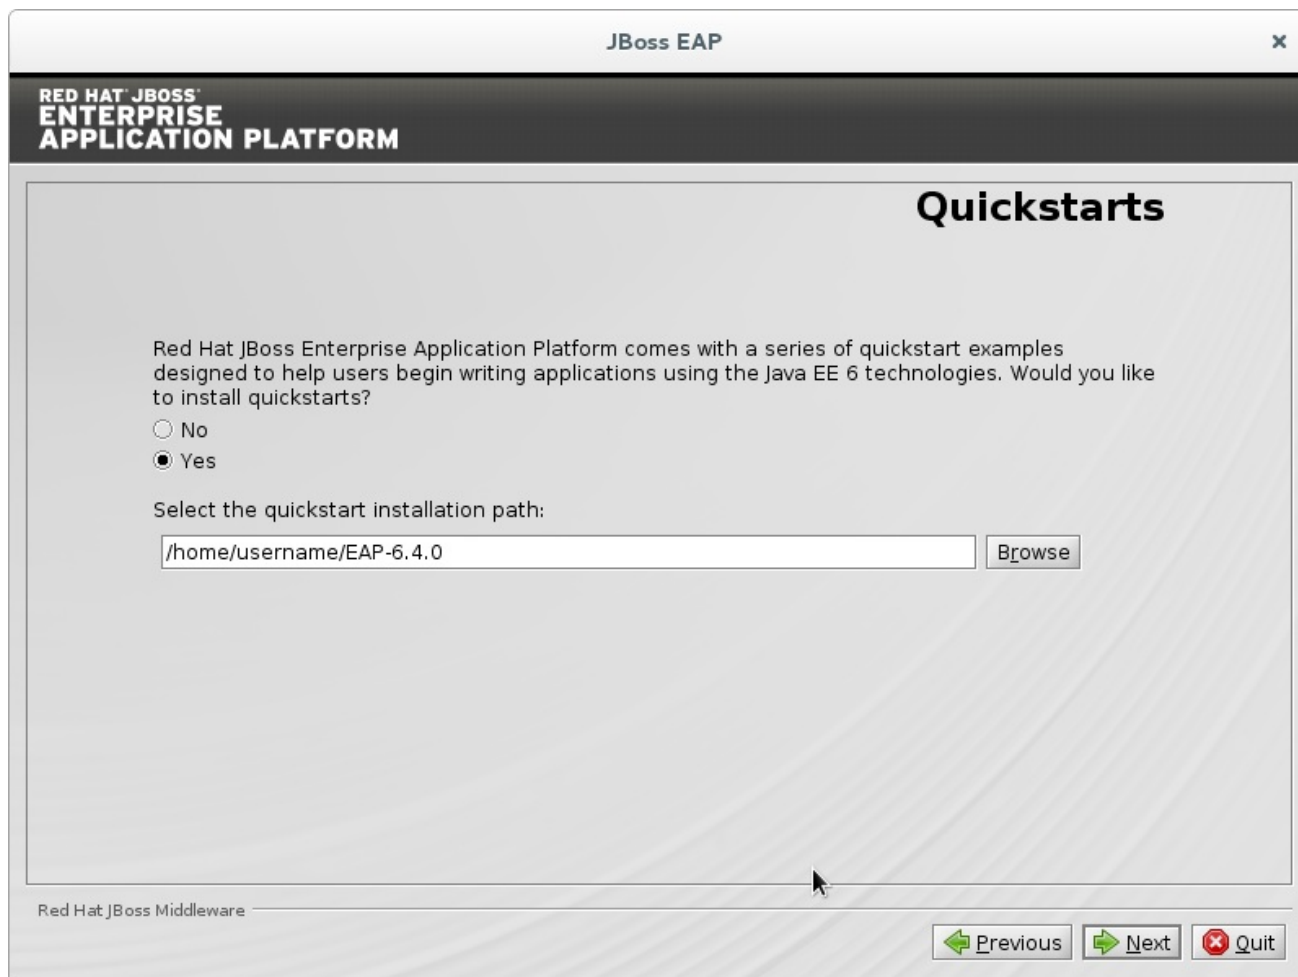 JBoss EAP
RED HAT JBOSS
ENTERPRISE
APPLICATION PLATFORM
Quickstarts
Red Hat JBoss Enterprise Application Platform comes with a series of quickstart examples
designed to help users begin writing applications using the Java EE 6 technologies. Would you like
to install quickstarts?
No
Yes
Select the quickstart installation path:
/home/username/EAP-6.4.0 Browse
Red Hat JBoss Middleware
Previous Next Quit